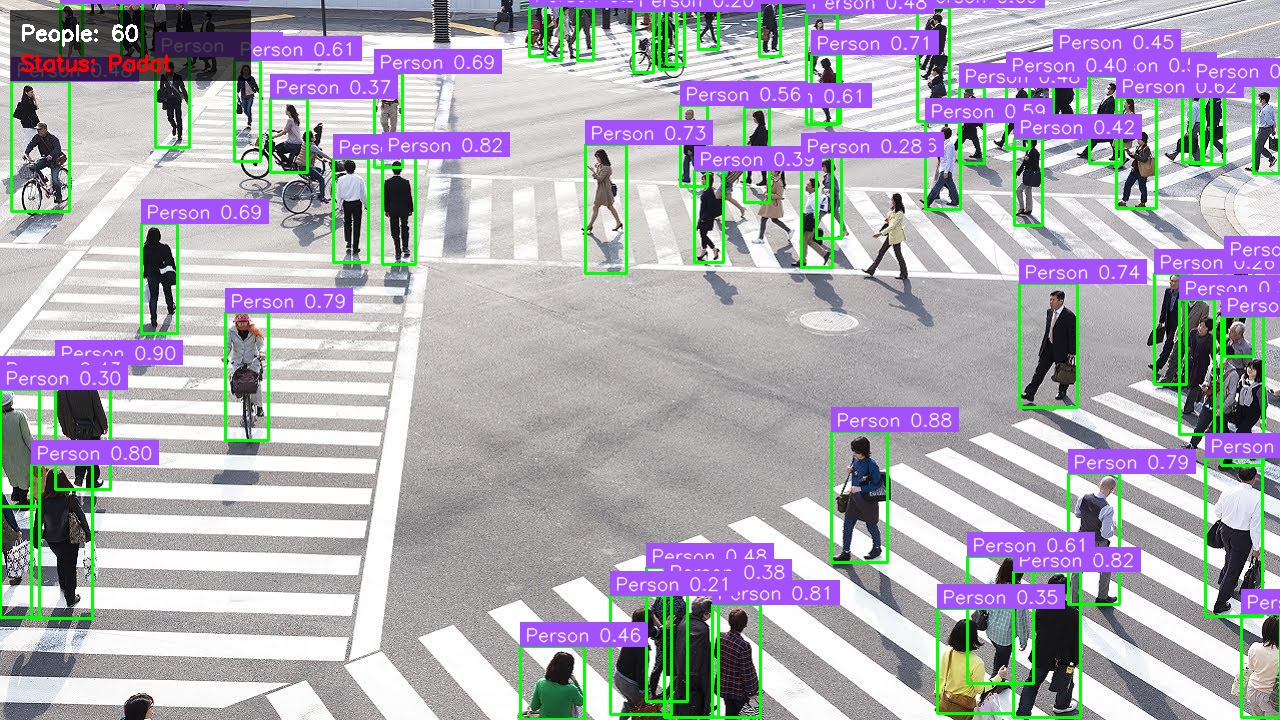 People: 60
Status: Padat
Person 0.20
Person 0.48
Person
Person 0.61
Person 0.69
Person 0.71
Person 0.45
Person 0.40
Person 0.37
Person 0.56
0.61
Person 0.62
0.59
Person 0.42
Person 0.73
Person 0.82
Person 0.39
Person 0.28
Person 0.69
Person 0.74
Person 0.79
Person 0.90
Person 0.30
Person 0.80
Person 0.88
Person 0.79
Person
Person 0.48
Person 0.38
Person 0.21
Person 0.81
Person 0.61
Person 0.82
Person 0.35
Person 0.46